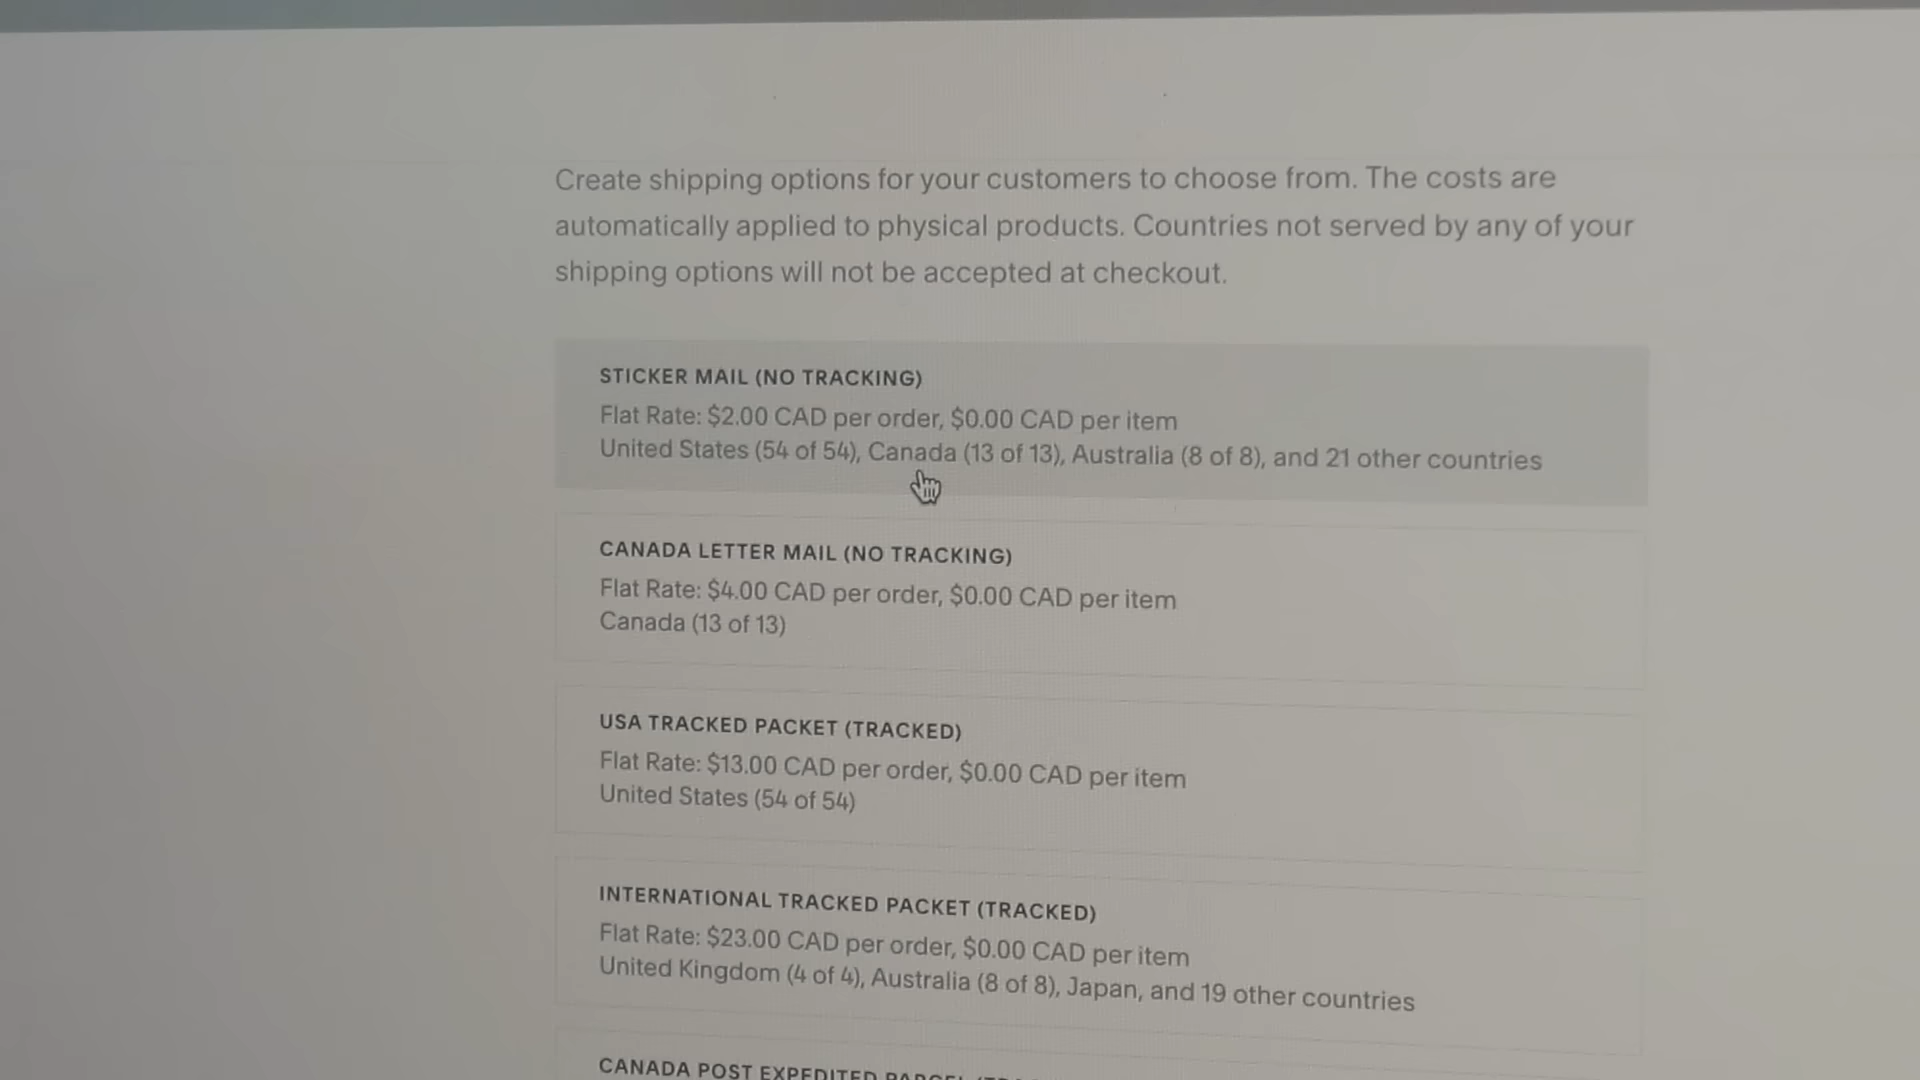 Create shipping options for your customers to choose from. The costs are
automatically applied to physical products. Countries not served by any of your
shipping options will not be accepted at checkout.
STICKER MAIL (NO TRACKING)
Flat Rate: $2.00 CAD per order, $0.00 CAD per item
United States (54 of 54), Canada (13 of 13), Australia (8 of 8), and 21 other countries
CANADA LETTER MAIL (NO TRACKING)
Flat Rate: $4.00 CAD per order, $0.00 CAD per item
Canada (13 of 13)
USA TRACKED PACKET (TRACKED)
Flat Rate: $13.00 CAD per order, $0.00 CAD per item
United States (54 of 54)
INTERNATIONAL TRACKED PACKET (TRACKED)
Flat Rate: $23.00 CAD per order, $0.00 CAD per item
United Kingdom (4 of 4), Australia (8 of 8), Japan, and 19 other countries
CANADA POST EXPEDITED PARCEL